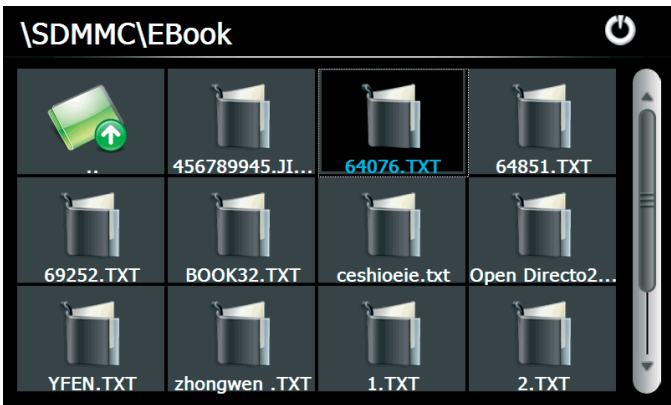 \SDMMC\EBook
.. 456789945.JI... 64076.TXT 64851.TXT
69252.TXT BOOK32.TXT ceshioeie.txt Open Directo2...
YFEN.TXT zhongwen .TXT 1.TXT 2.TXT